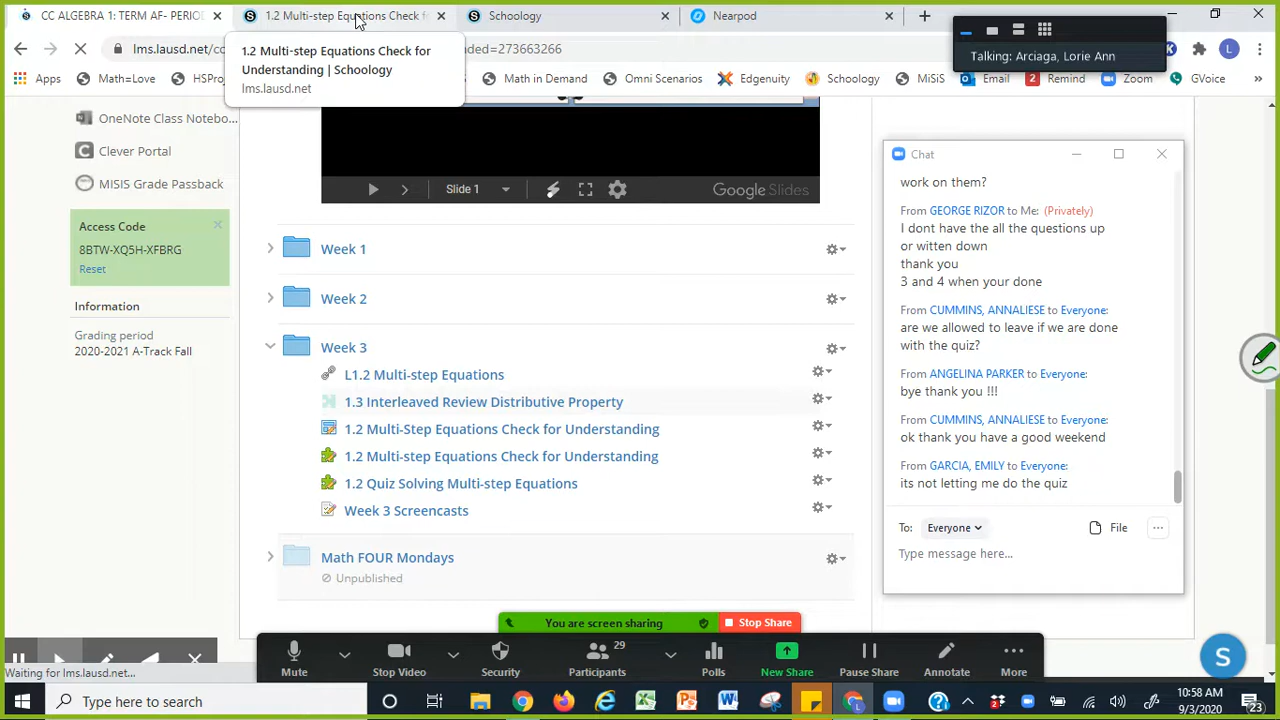 CC ALGEBRA 1: TERM AF- PERIO
1.2 Multi-step Equations Check f
Schoology
Nearpod
1.2 Multi-step Equations Check for
Understanding | Schoology
lms.lausd.net
lms.lausd.net/co
nded=273663266
Talking: Arciaga, Lorie Ann
L
Apps
Math=Love
HSProj
Math in Demand
Omni Scenarios
Edgenuity
Schoology
MiSiS
Email
2
Remind
Zoom
GVoice
OneNote Class Notebo...
Clever Portal
MISIS Grade Passback
Access Code
8BTW-XQ5H-XFBRG
Reset
Information
Grading period
2020-2021 A-Track Fall
Slide 1
Google Slides
Week 1
Week 2
Week 3
L1.2 Multi-step Equations
1.3 Interleaved Review Distributive Property
1.2 Multi-Step Equations Check for Understanding
1.2 Multi-step Equations Check for Understanding
1.2 Quiz Solving Multi-step Equations
Week 3 Screencasts
Math FOUR Mondays
Unpublished
Chat
work on them?
From GEORGE RIZOR to Me: (Privately)
I dont have the all the questions up
or witten down
thank you
3 and 4 when your done
From CUMMINS, ANNALIESE to Everyone:
are we allowed to leave if we are done
with the quiz?
From ANGELINA PARKER to Everyone:
bye thank you !!!
From CUMMINS, ANNALIESE to Everyone:
ok thank you have a good weekend
From GARCIA, EMILY to Everyone:
its not letting me do the quiz
To: Everyone
File
Type message here...
You are screen sharing
Stop Share
Mute
Stop Video
Security
29
Participants
Polls
New Share
Pause Share
Annotate
More
S
Waiting for lms.lausd.net...
Type here to search
10:58 AM
9/3/2020
23